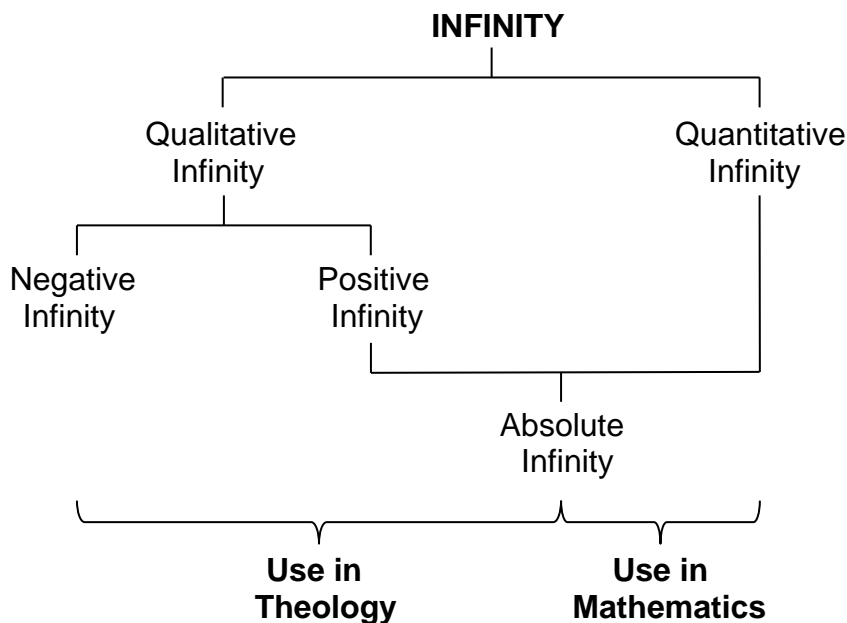 INFINITY
Qualitative
Infinity
Quantitative
Infinity
Negative
Infinity
Positive
Infinity
Absolute
Infinity
Use in
Theology
Use in
Mathematics